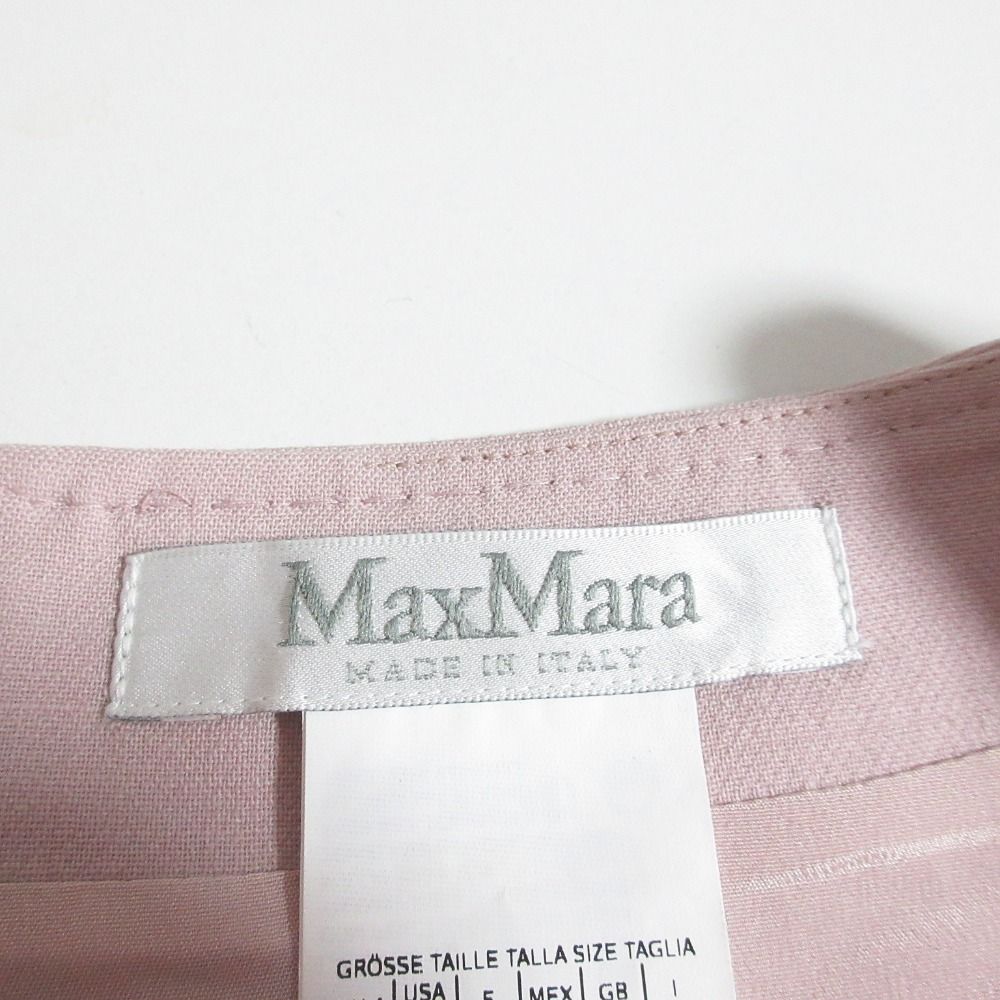 MaxMara
MADE IN ITALY
GRÖSSE TAILLE TALLA SIZE TAGLIA
USA F MEX GB I